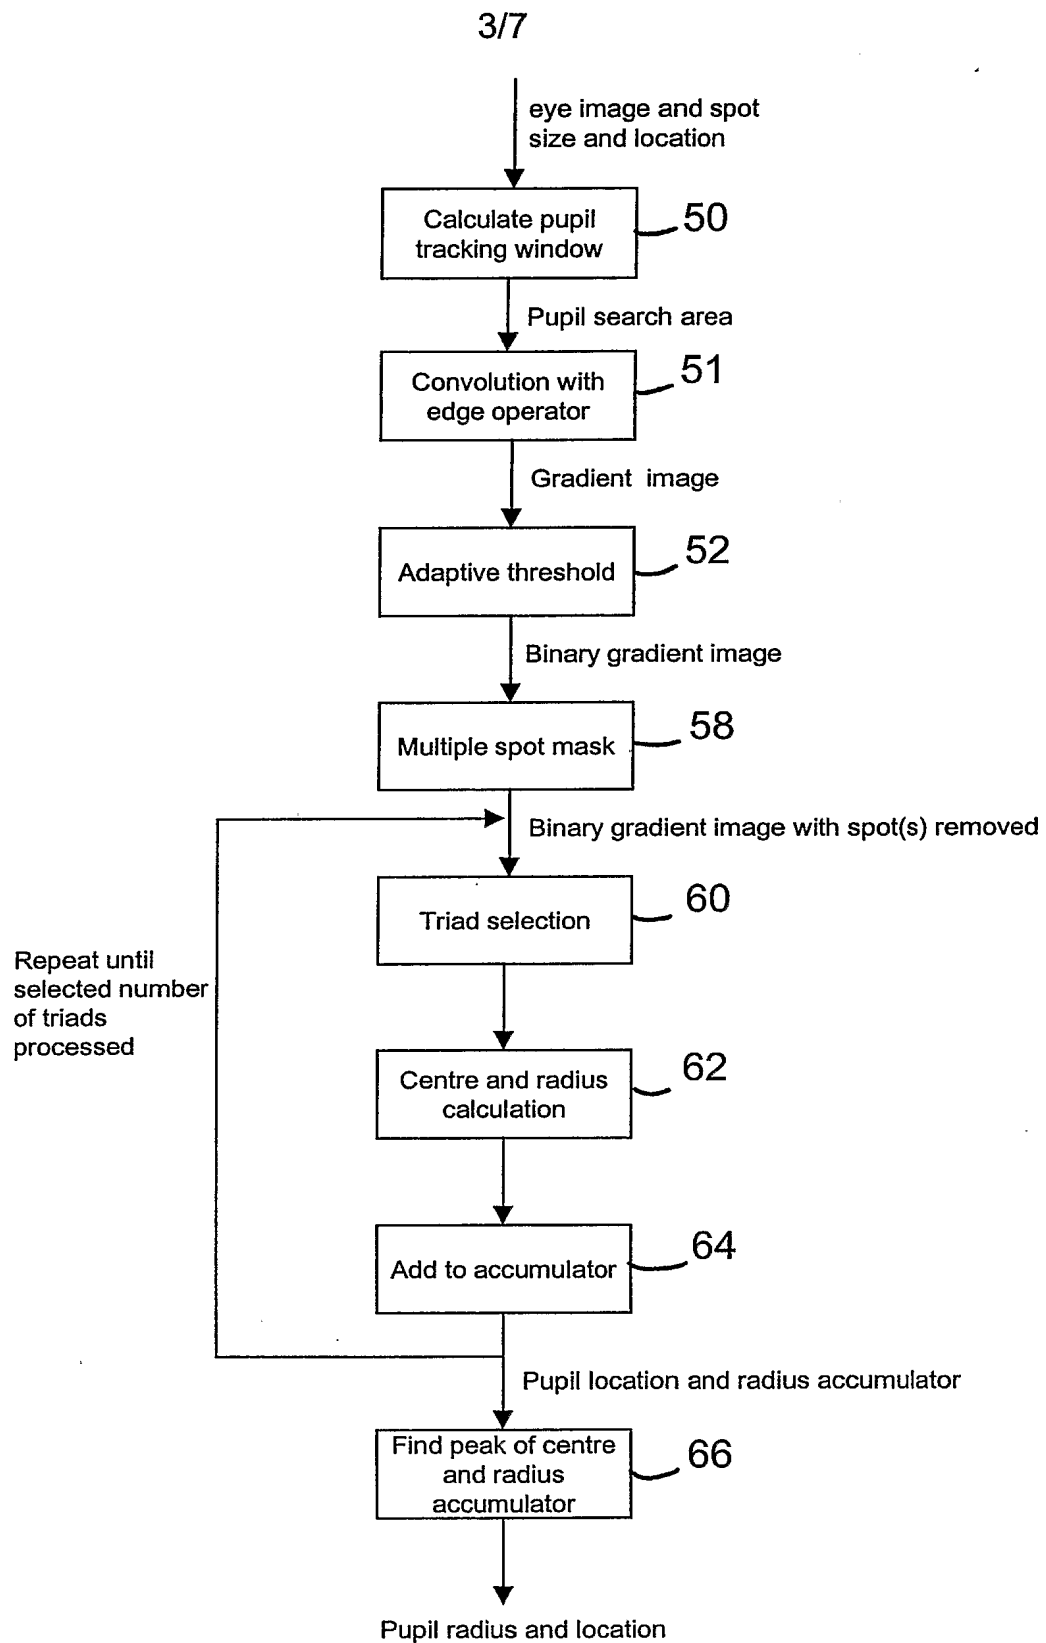 3/7
eye image and spot
size and location
Calculate pupil
tracking window
50
Pupil search area
Convolution with
edge operator
51
Gradient image
Adaptive threshold
52
Binary gradient image
Multiple spot mask
58
Binary gradient image with spot(s) removed
Triad selection
60
Repeat until
selected number
of triads
processed
Centre and radius
calculation
62
Add to accumulator
64
Pupil location and radius accumulator
Find peak of centre
and radius
accumulator
66
Pupil radius and location